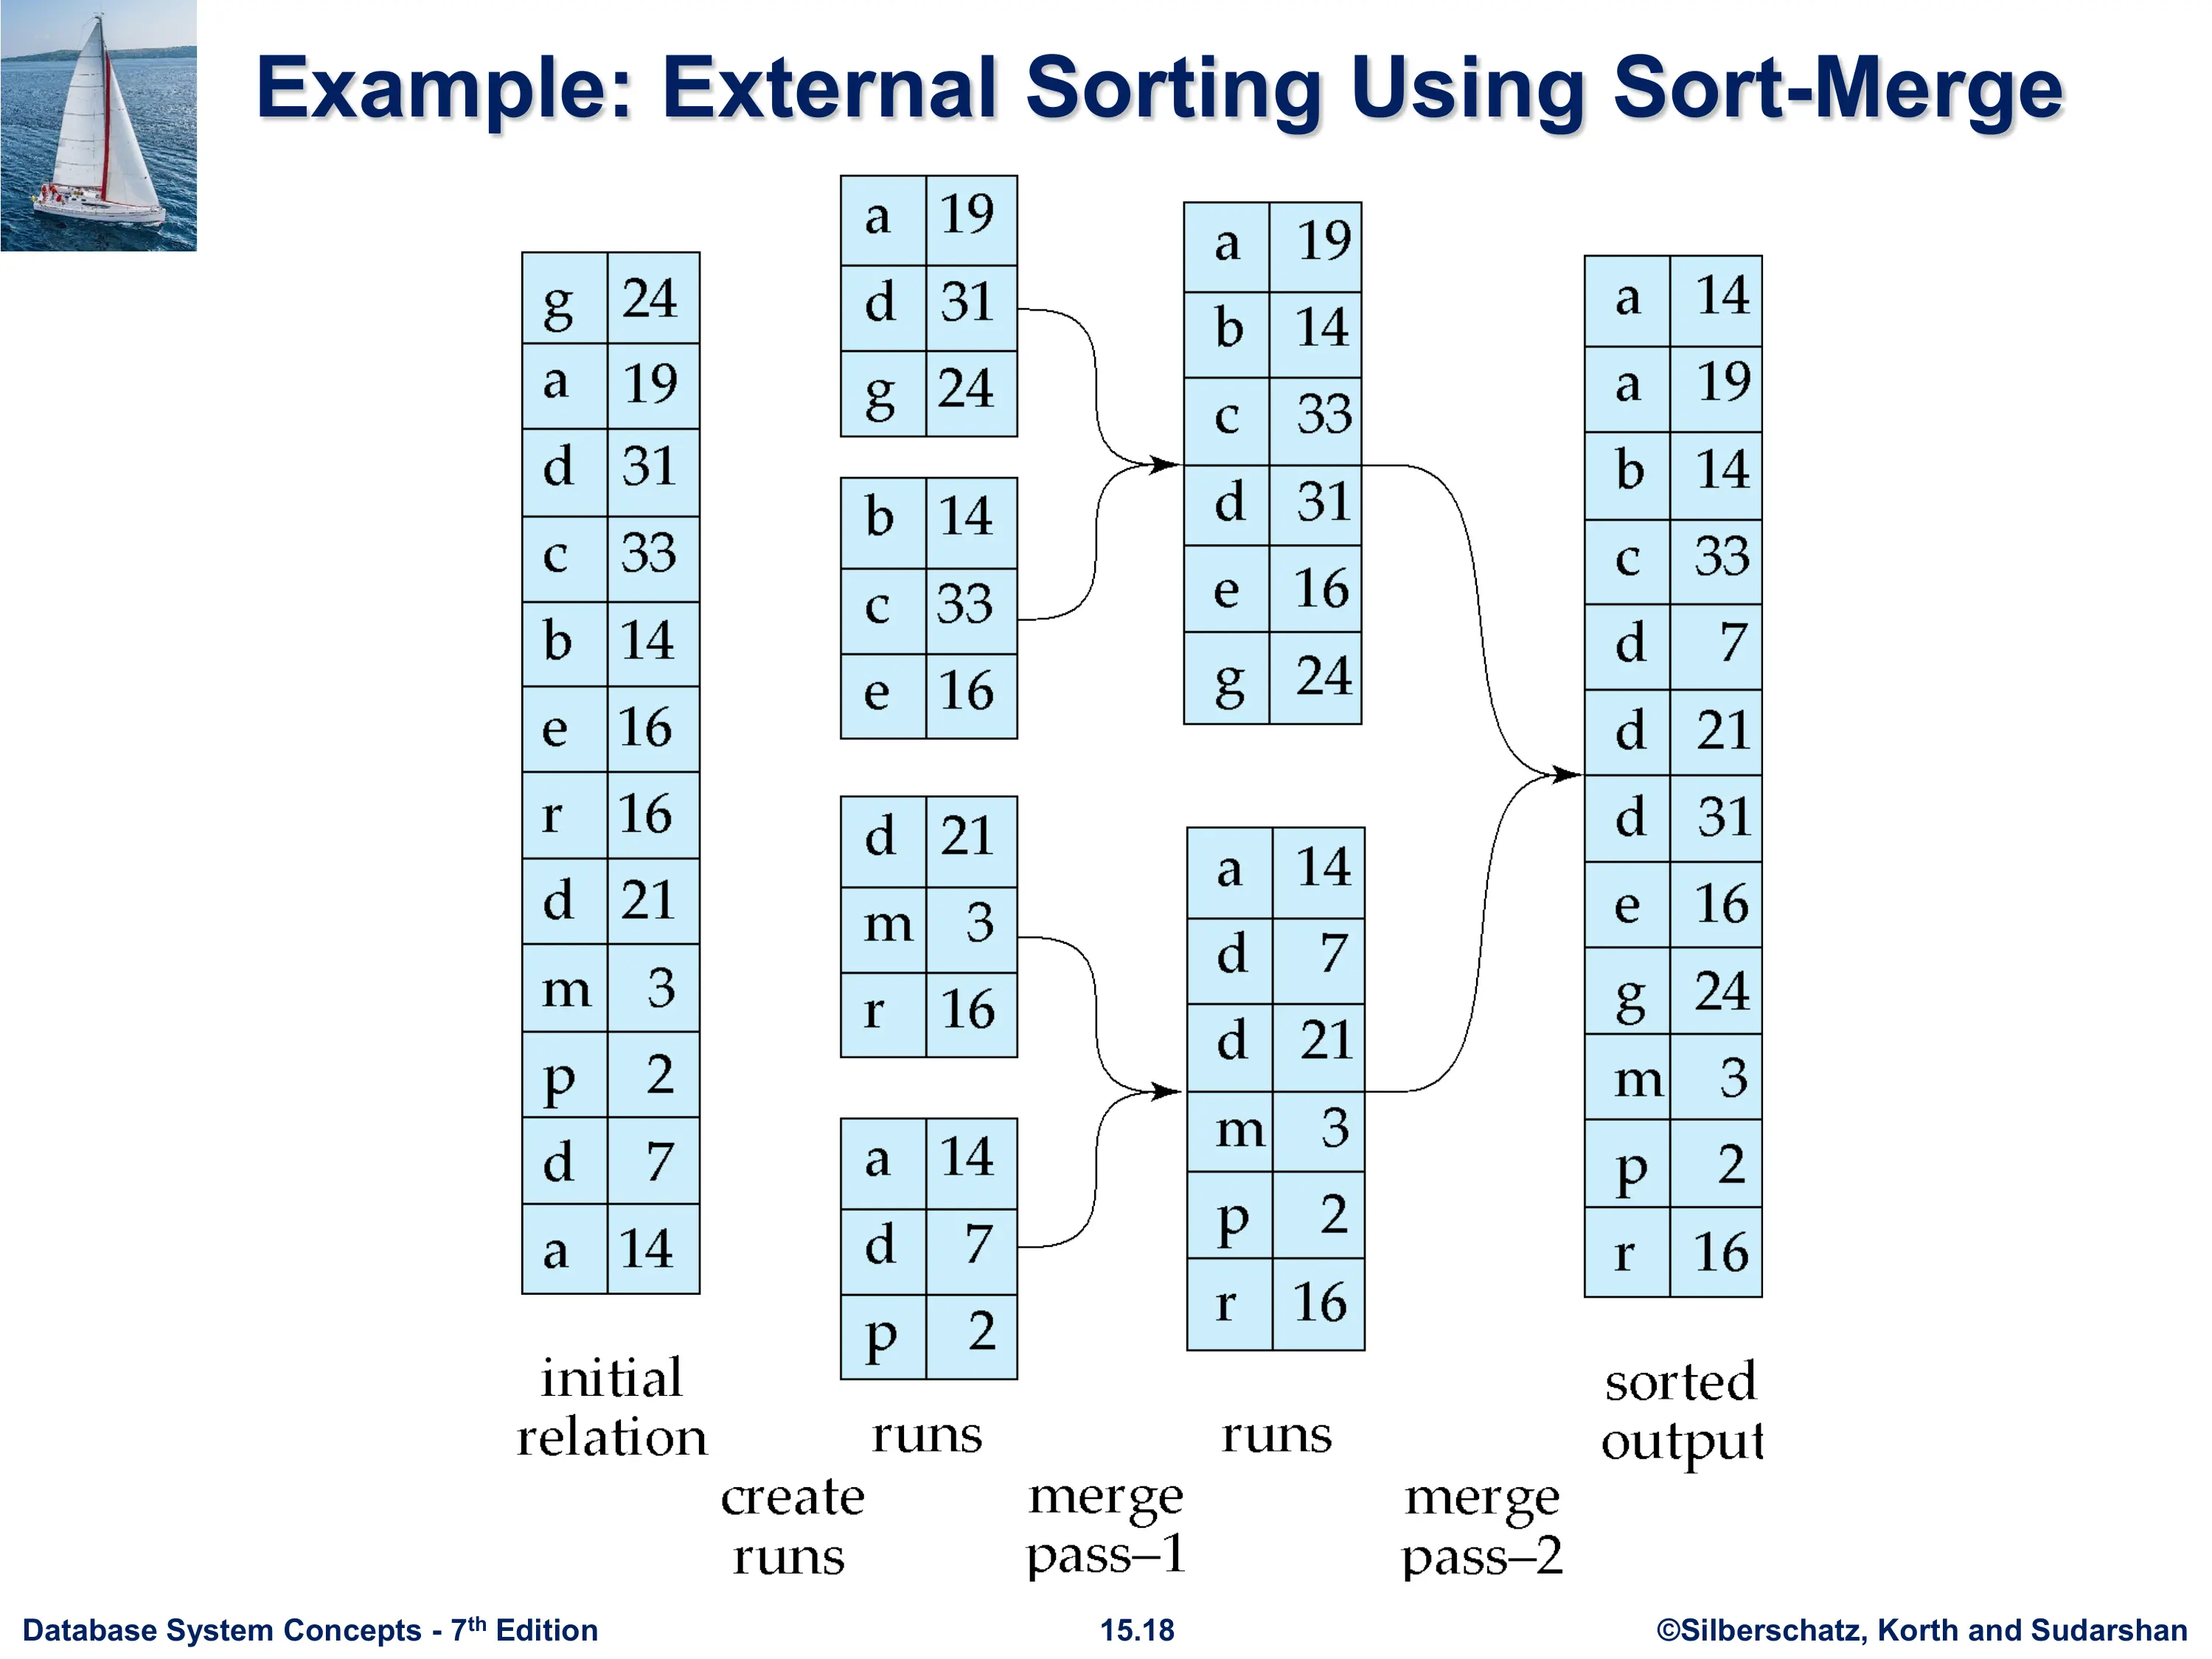 Example: External Sorting Using Sort-Merge
g 24
a 19
d 31
c 33
b 14
e 16
r 16
d 21
m 3
p 2
d 7
a 14
initial
relation
a 19
d 31
g 24
b 14
c 33
e 16
d 21
m 3
r 16
a 14
d 7
p 2
runs
a 19
b 14
c 33
d 31
e 16
g 24
a 14
d 7
d 21
m 3
p 2
r 16
runs
a 14
a 19
b 14
c 33
d 7
d 21
d 31
e 16
g 24
m 3
p 2
r 16
sorted
output
create
runs
merge
pass–1
merge
pass–2
Database System Concepts - 7th Edition
15.18
©Silberschatz, Korth and Sudarshan